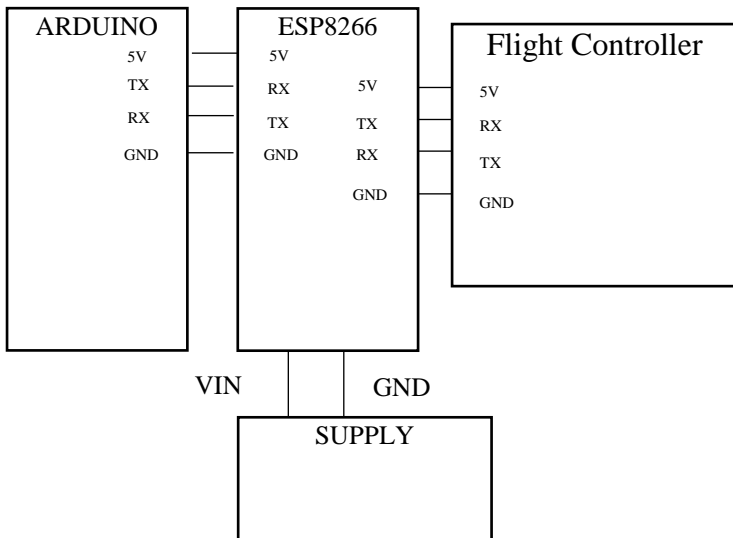 ARDUINO
5V
TX
RX
GND
ESP8266
5V
RX
TX
GND
5V
TX
RX
GND
Flight Controller
5V
RX
TX
GND
VIN
GND
SUPPLY